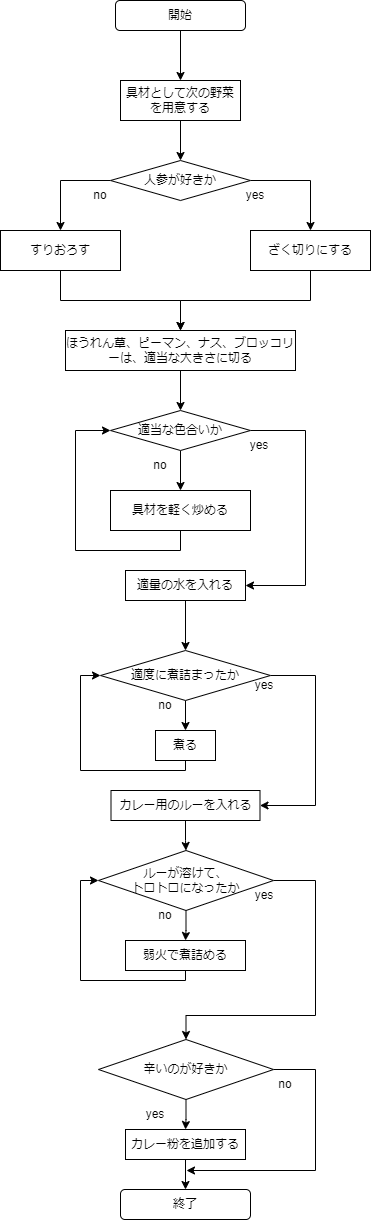 開始
具材として次の野菜
を用意する
人参が好きか
no
yes
すりおろす
ざく切りにする
ほうれん草、ピーマン、ナス、ブロッコリ
ーは、適当な大きさに切る
適当な色合いか
yes
no
具材を軽く炒める
適量の水を入れる
適度に煮詰まったか
yes
no
煮る
カレー用のルーを入れる
ルーが溶けて、
トロトロになったか
yes
no
弱火で煮詰める
辛いのが好きか
no
yes
カレー粉を追加する
終了